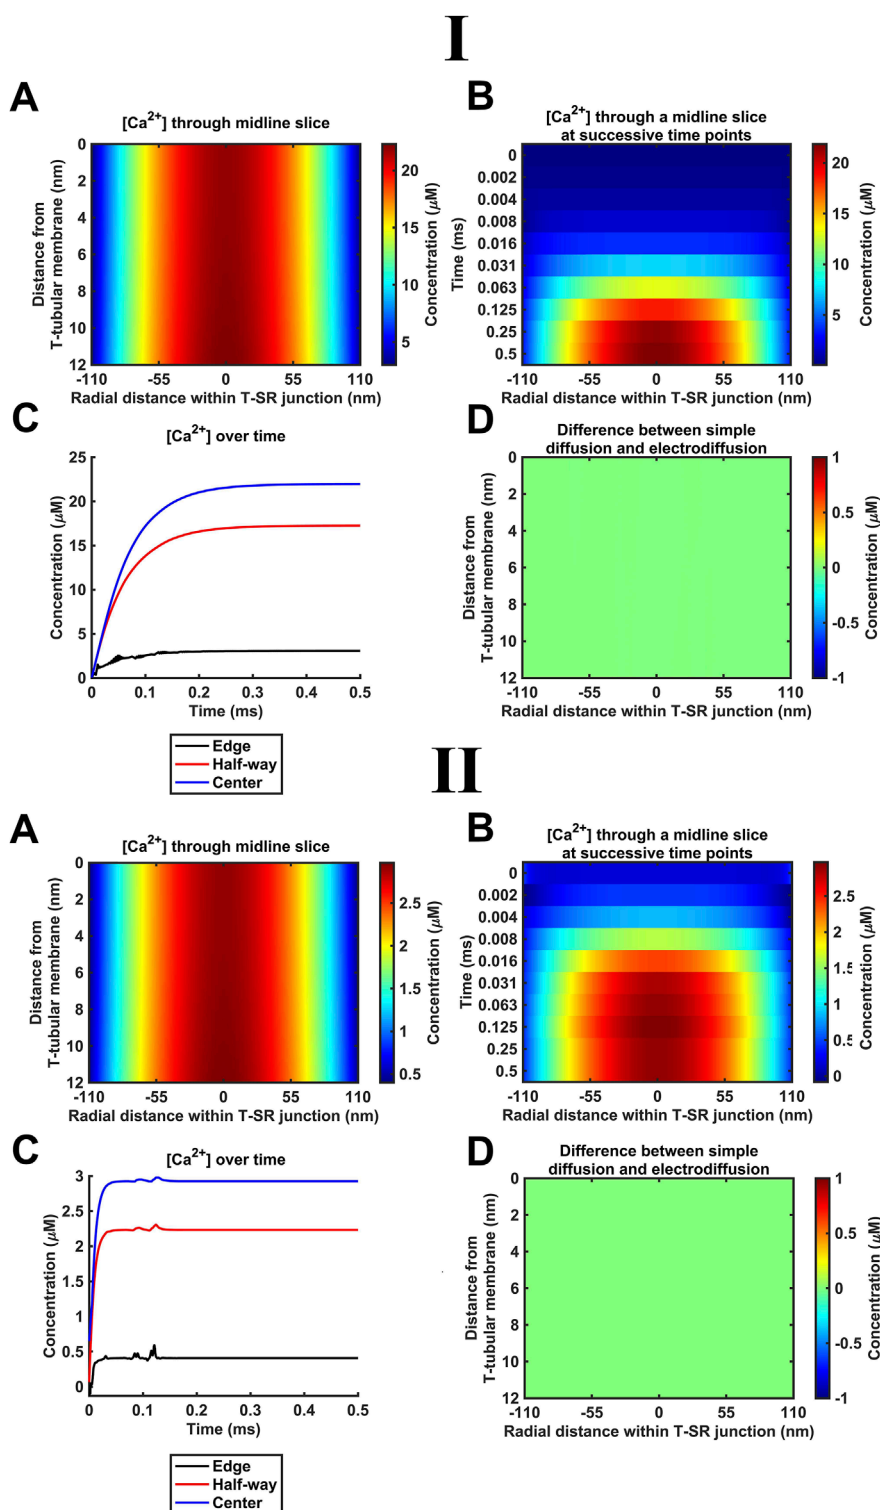 I
A
[Ca2+] through midline slice
0
2
4
6
8
10
12
Distance from
T-tubular membrane (nm)
-110
-55
0
55
110
Radial distance within T-SR junction (nm)
20
15
10
5
Concentration (μM)
B
[Ca2+] through a midline slice
at successive time points
0
0.002
0.004
0.008
0.016
0.031
0.063
0.125
0.25
0.5
Time (ms)
-110
-55
0
55
110
Radial distance within T-SR junction (nm)
20
15
10
5
Concentration (μM)
C
[Ca2+] over time
25
20
15
10
5
0
Concentration (μM)
0
0.1
0.2
0.3
0.4
0.5
Time (ms)
Edge
Half-way
Center
D
Difference between simple
diffusion and electrodiffusion
0
2
4
6
8
10
12
Distance from
T-tubular membrane (nm)
-110
-55
0
55
110
Radial distance within T-SR junction (nm)
1
0.5
0
-0.5
-1
Concentration (μM)
II
A
[Ca2+] through midline slice
0
2
4
6
8
10
12
Distance from
T-tubular membrane (nm)
-110
-55
0
55
110
Radial distance within T-SR junction (nm)
2.5
2
1.5
1
0.5
Concentration (μM)
B
[Ca2+] through a midline slice
at successive time points
0
0.002
0.004
0.008
0.016
0.031
0.063
0.125
0.25
0.5
Time (ms)
-110
-55
0
55
110
Radial distance within T-SR junction (nm)
2.5
2
1.5
1
0.5
0
Concentration (μM)
C
[Ca2+] over time
3
2.5
2
1.5
1
0.5
0
Concentration (μM)
0
0.1
0.2
0.3
0.4
0.5
Time (ms)
Edge
Half-way
Center
D
Difference between simple
diffusion and electrodiffusion
0
2
4
6
8
10
12
Distance from
T-tubular membrane (nm)
-110
-55
0
55
110
Radial distance within T-SR junction (nm)
1
0.5
0
-0.5
-1
Concentration (μM)